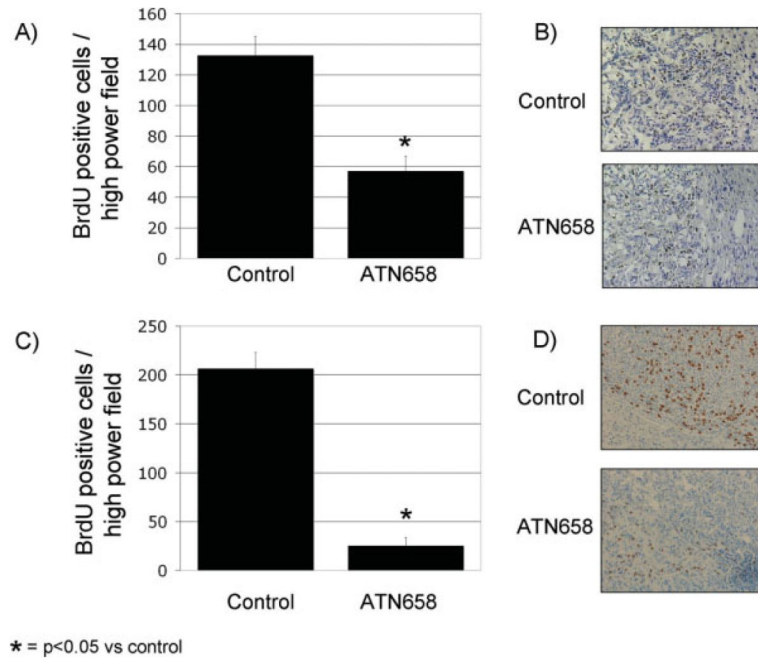 A)
BrdU positive cells /
high power field
160
140
120
100
80
60
40
20
0
*
Control
ATN658
B)
Control
ATN658
C)
BrdU positive cells /
high power field
250
200
150
100
50
0
*
Control
ATN658
D)
Control
ATN658
* = p<0.05 vs control